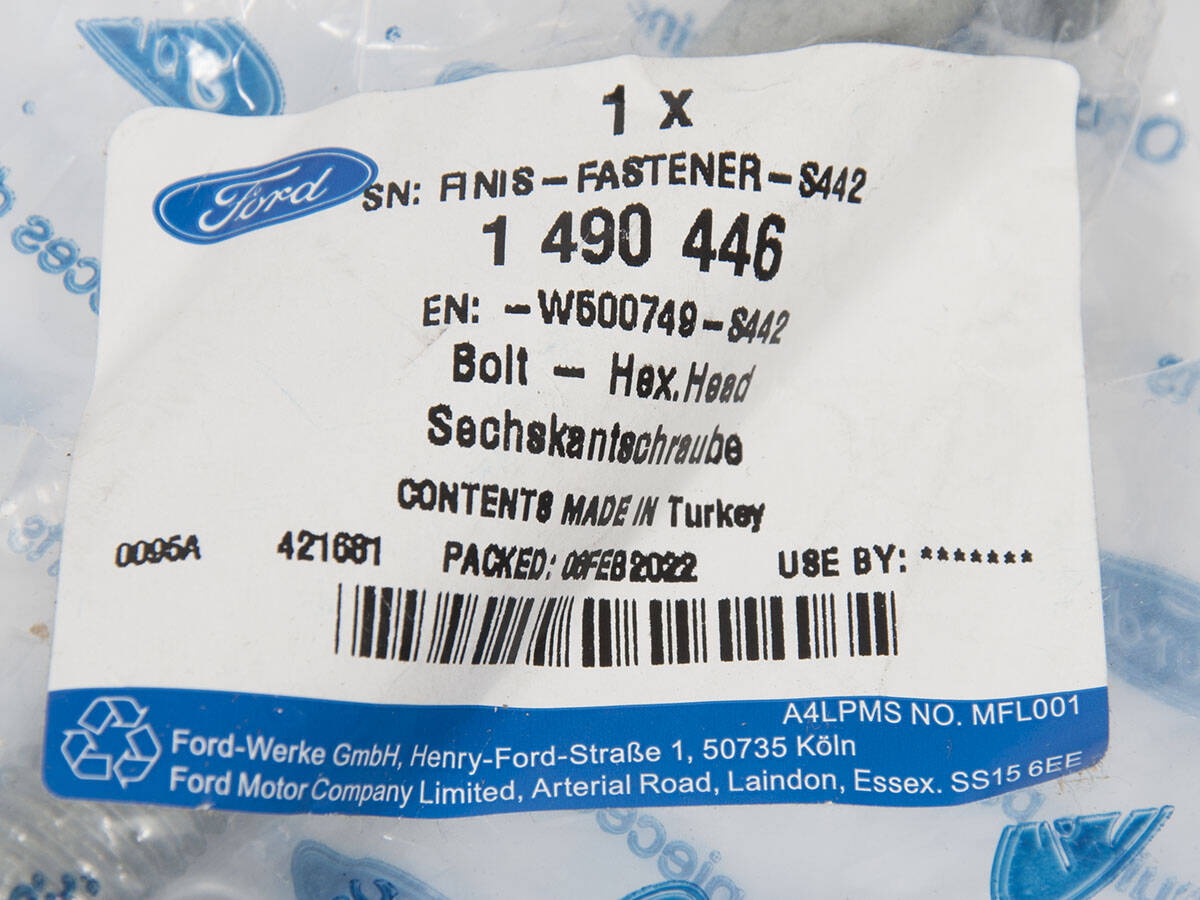 1 x
Ford
SN: FINIS-FASTENER-S442
1 490 446
EN: -W500749-S442
Bolt - Hex.Head
Sechskantschraube
CONTENTS MADE IN Turkey
0095A 421681 PACKED: 06FEB2022 USE BY: *******
A4LPMS NO. MFL001
Ford-Werke GmbH, Henry-Ford-Straße 1, 50735 Köln
Ford Motor Company Limited, Arterial Road, Laindon, Essex. SS15 6EE